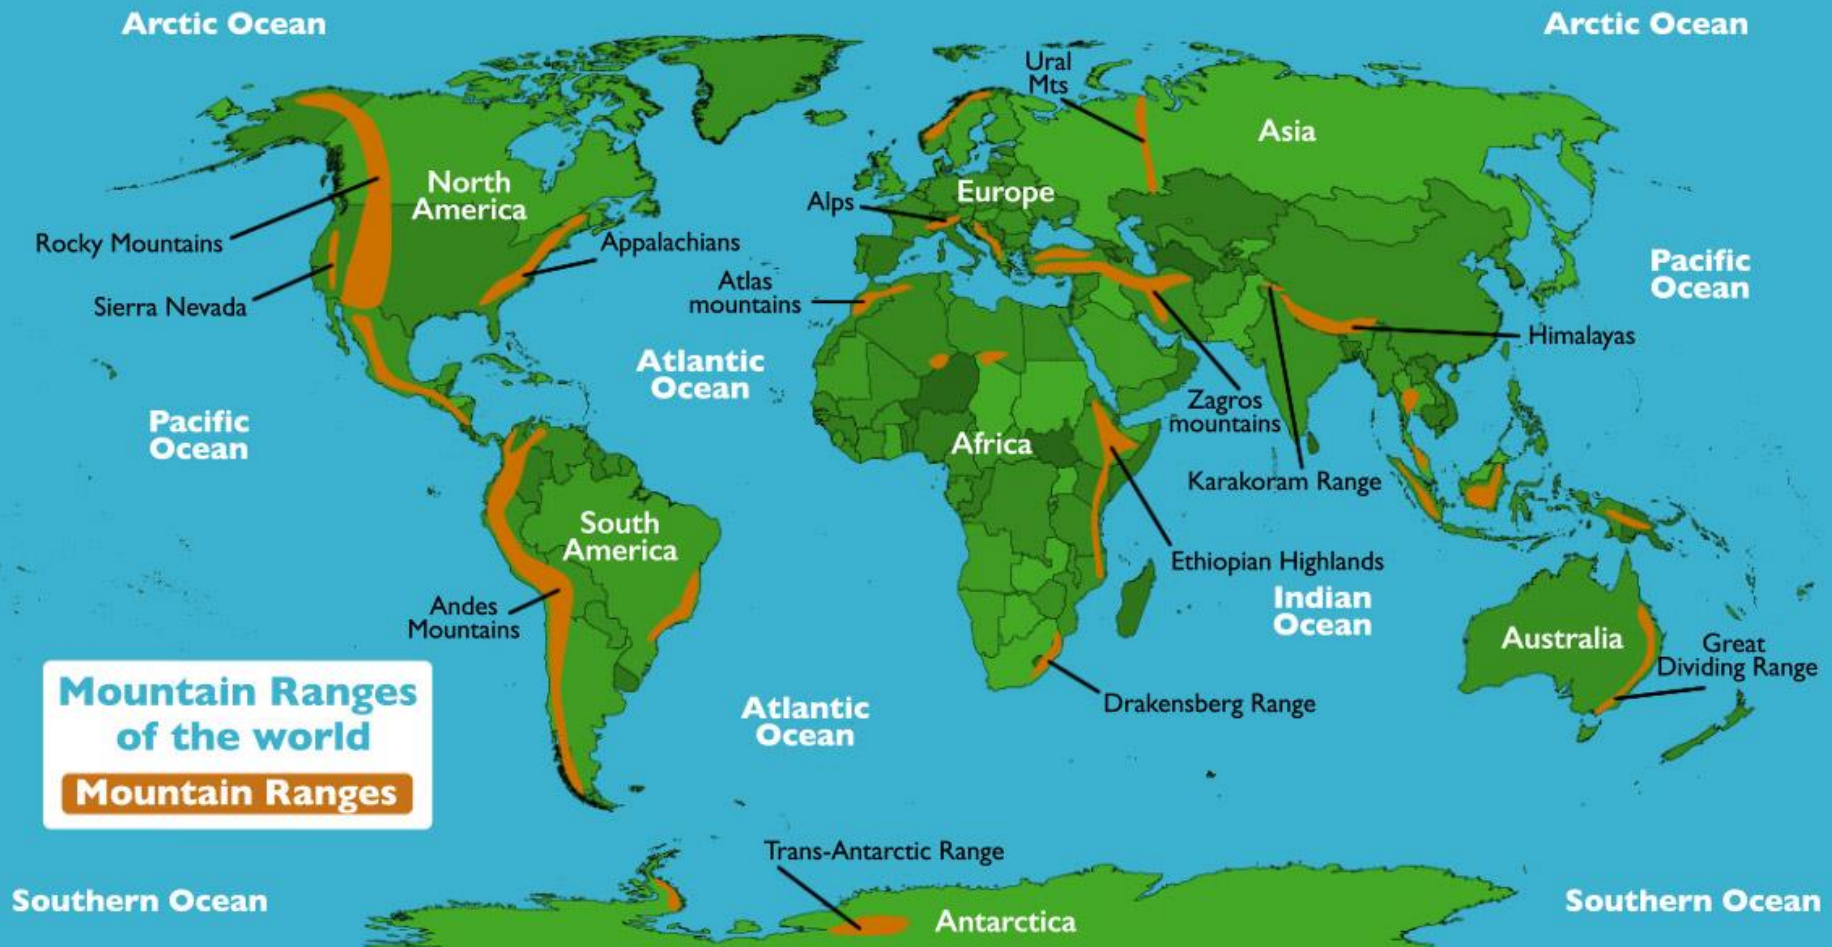 Arctic Ocean
Arctic Ocean
Ural
Mts
Asia
North
America
Europe
Alps
Rocky Mountains
Appalachians
Sierra Nevada
Atlas
mountains
Pacific
Ocean
Himalayas
Atlantic
Ocean
Pacific
Ocean
Zagros
mountains
Africa
Karakoram Range
South
America
Ethiopian Highlands
Andes
Mountains
Indian
Ocean
Australia
Great
Dividing Range
Drakensberg Range
Mountain Ranges
of the world
Mountain Ranges
Atlantic
Ocean
Trans-Antarctic Range
Southern Ocean
Antarctica
Southern Ocean